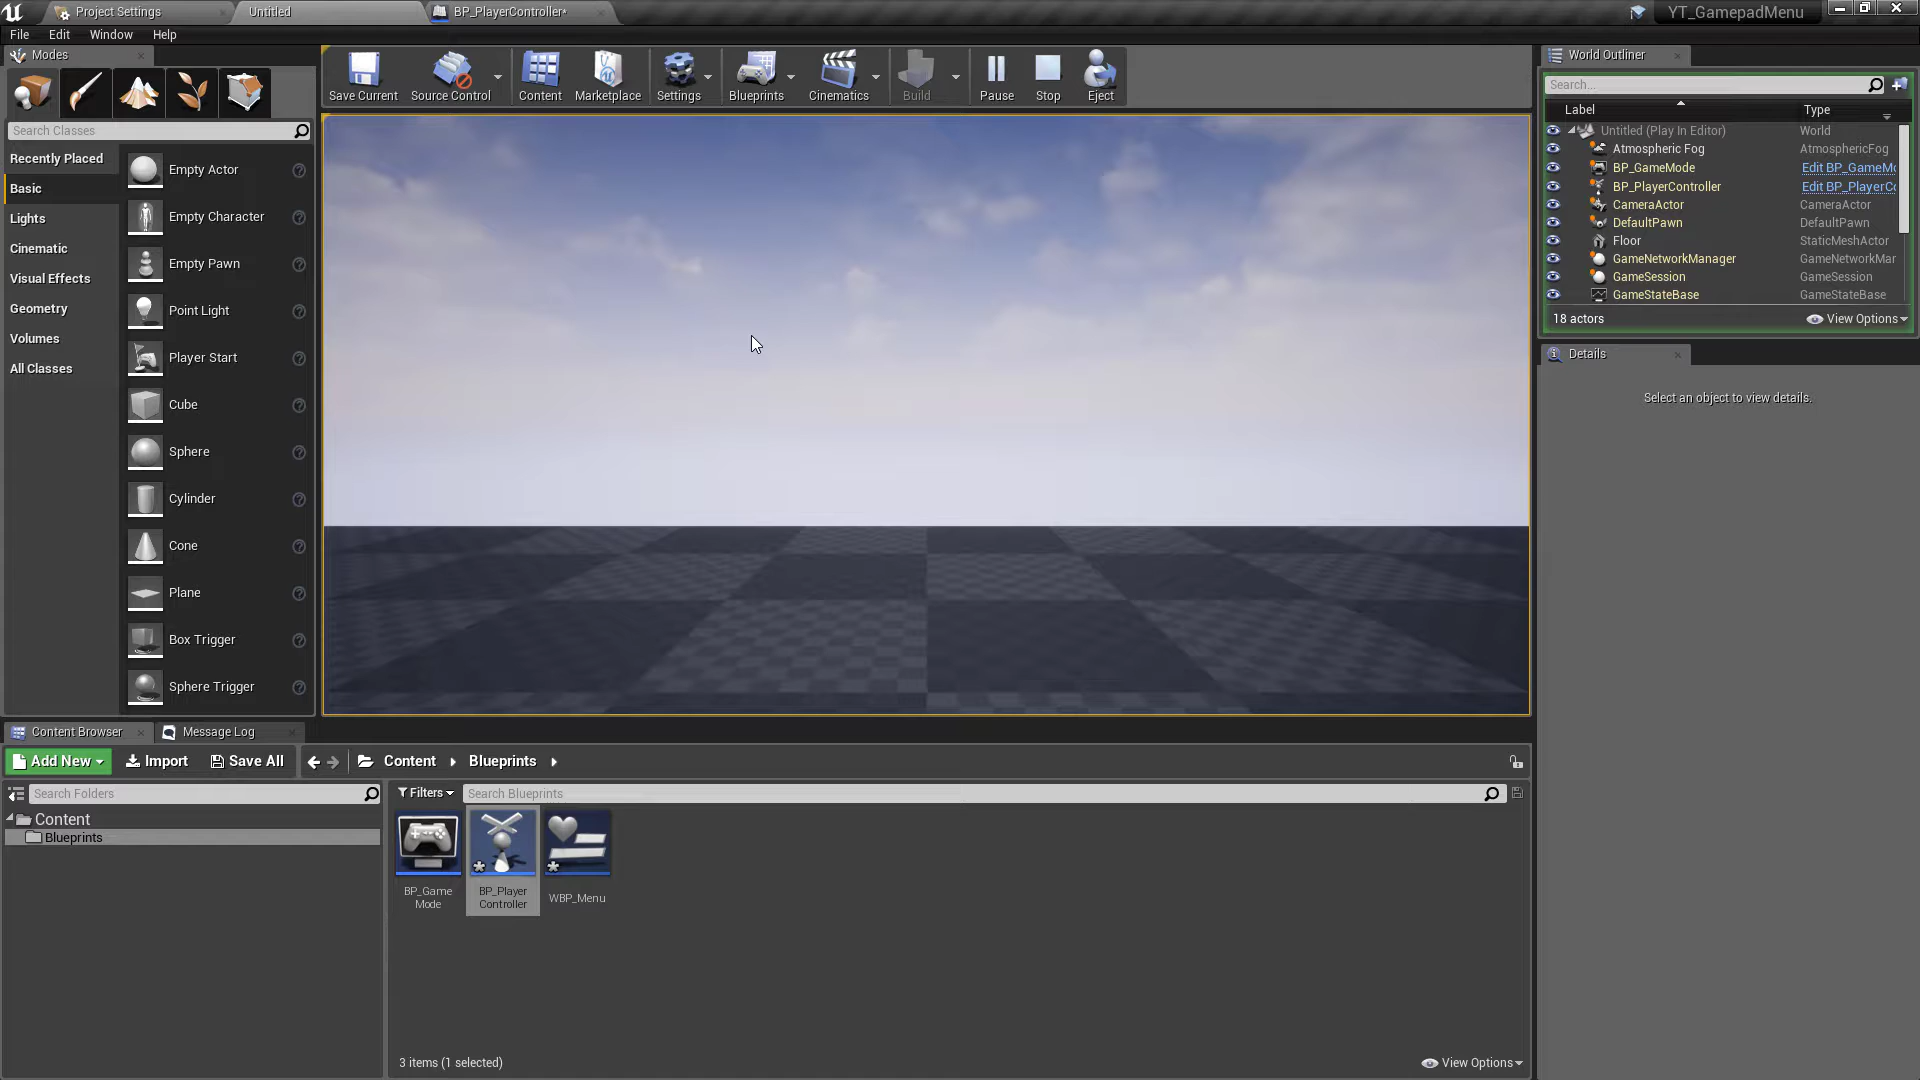 Project Settings
Untitled
BP_PlayerController*
YT_GamepadMenu
File
Edit
Window
Help
Modes
Save Current
Source Control
Content
Marketplace
Settings
Blueprints
Cinematics
Build
Pause
Stop
Eject
World Outliner
Search Classes
Search...
Label
Type
Recently Placed
Basic
Lights
Cinematic
Visual Effects
Geometry
Volumes
All Classes
Empty Actor
Empty Character
Empty Pawn
Point Light
Player Start
Cube
Sphere
Cylinder
Cone
Plane
Box Trigger
Sphere Trigger
Untitled (Play In Editor) World
Atmospheric Fog AtmosphericFog
BP_GameMode Edit BP_GameMo
BP_PlayerController Edit BP_PlayerCo
CameraActor CameraActor
DefaultPawn DefaultPawn
Floor StaticMeshActor
GameNetworkManager GameNetworkMar
GameSession GameSession
GameStateBase GameStateBase
18 actors
View Options
Details
Select an object to view details.
Content Browser
Message Log
Add New
Import
Save All
Content
Blueprints
Search Folders
Filters
Search Blueprints
Content
Blueprints
BP_Game
Mode
BP_Player
Controller
WBP_Menu
3 items (1 selected)
View Options